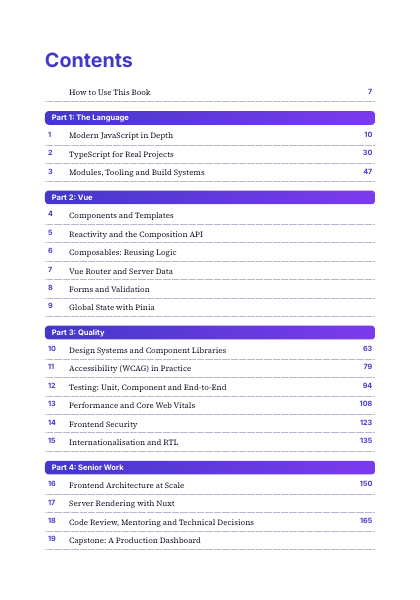 Contents
How to Use This Book 7
Part 1: The Language
1 Modern JavaScript in Depth 10
2 TypeScript for Real Projects 30
3 Modules, Tooling and Build Systems 47
Part 2: Vue
4 Components and Templates
5 Reactivity and the Composition API
6 Composables: Reusing Logic
7 Vue Router and Server Data
8 Forms and Validation
9 Global State with Pinia
Part 3: Quality
10 Design Systems and Component Libraries 63
11 Accessibility (WCAG) in Practice 79
12 Testing: Unit, Component and End-to-End 94
13 Performance and Core Web Vitals 108
14 Frontend Security 123
15 Internationalisation and RTL 135
Part 4: Senior Work
16 Frontend Architecture at Scale 150
17 Server Rendering with Nuxt
18 Code Review, Mentoring and Technical Decisions 165
19 Capstone: A Production Dashboard